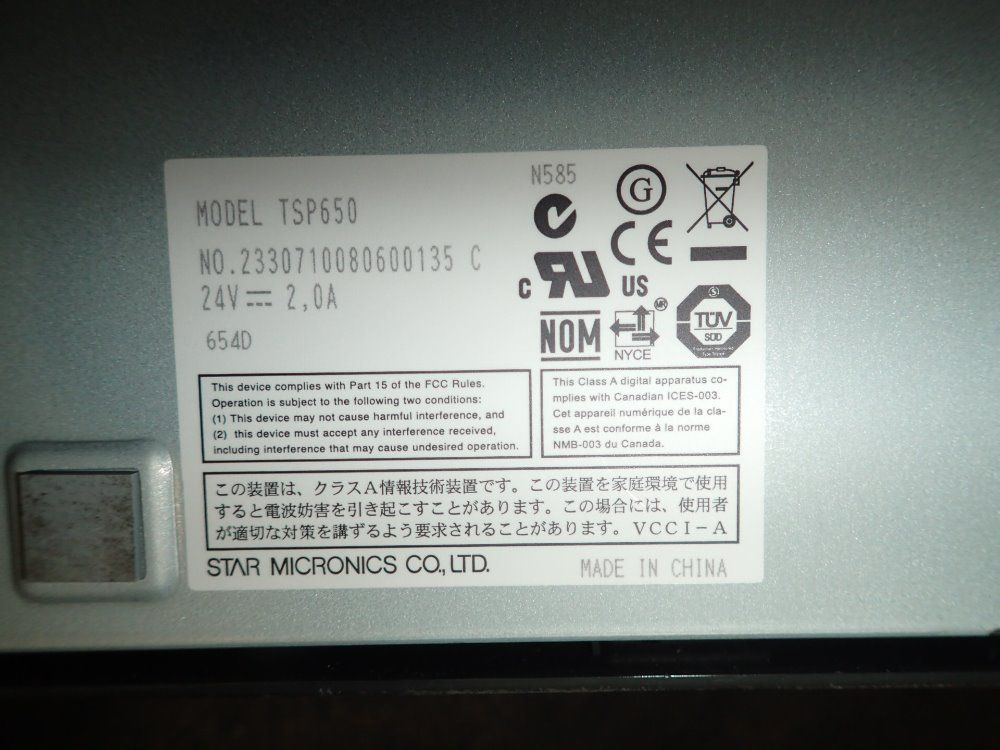 N585
MODEL TSP650
NO.2330710080600135 C
24V 2,0A
654D
G
CE
c RU US
NOM
NYCE
MR
S
TÜV
SÜD
This device complies with Part 15 of the FCC Rules.
Operation is subject to the following two conditions:
(1) This device may not cause harmful interference, and
(2) this device must accept any interference received,
including interference that may cause undesired operation.
This Class A digital apparatus co-
mplies with Canadian ICES-003.
Cet appareil numérique de la cla-
sse A est conforme à la norme
NMB-003 du Canada.
この装置は、クラスA情報技術装置です。この装置を家庭環境で使用
すると電波妨害を引き起こすことがあります。この場合には、使用者
が適切な対策を講ずるよう要求されることがあります。VCCI-A
STAR MICRONICS CO.,LTD.
MADE IN CHINA